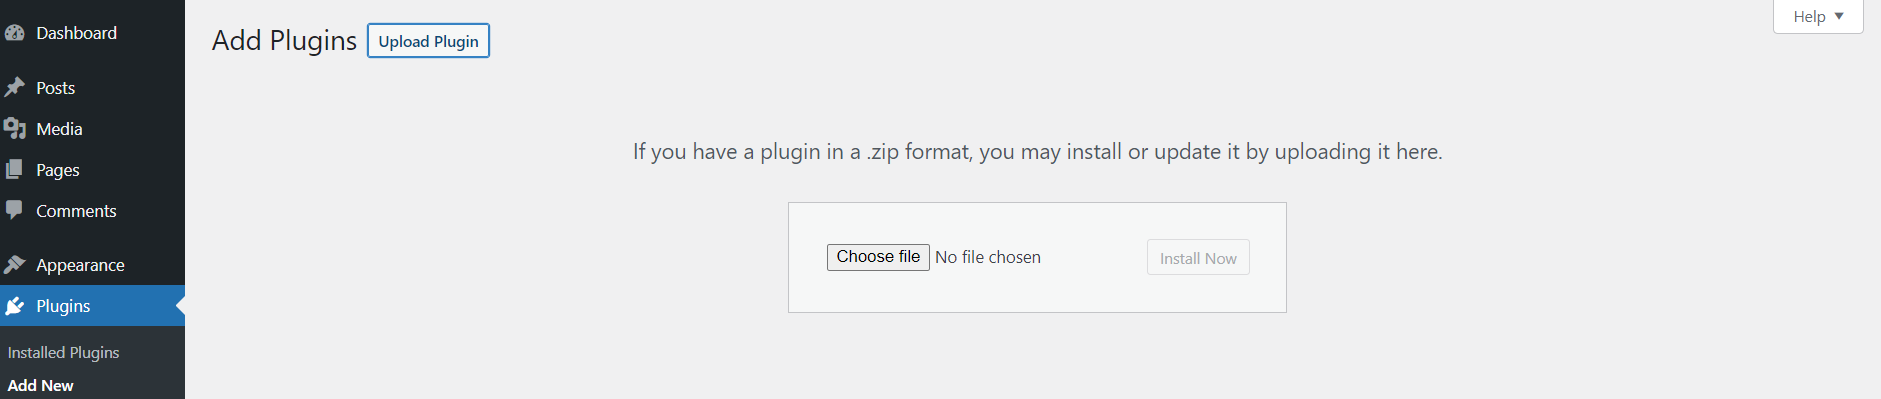 Dashboard
Posts
Media
Pages
Comments
Appearance
Plugins
Installed Plugins
Add New
Add Plugins
Upload Plugin
Help
If you have a plugin in a .zip format, you may install or update it by uploading it here.
Choose file No file chosen
Install Now